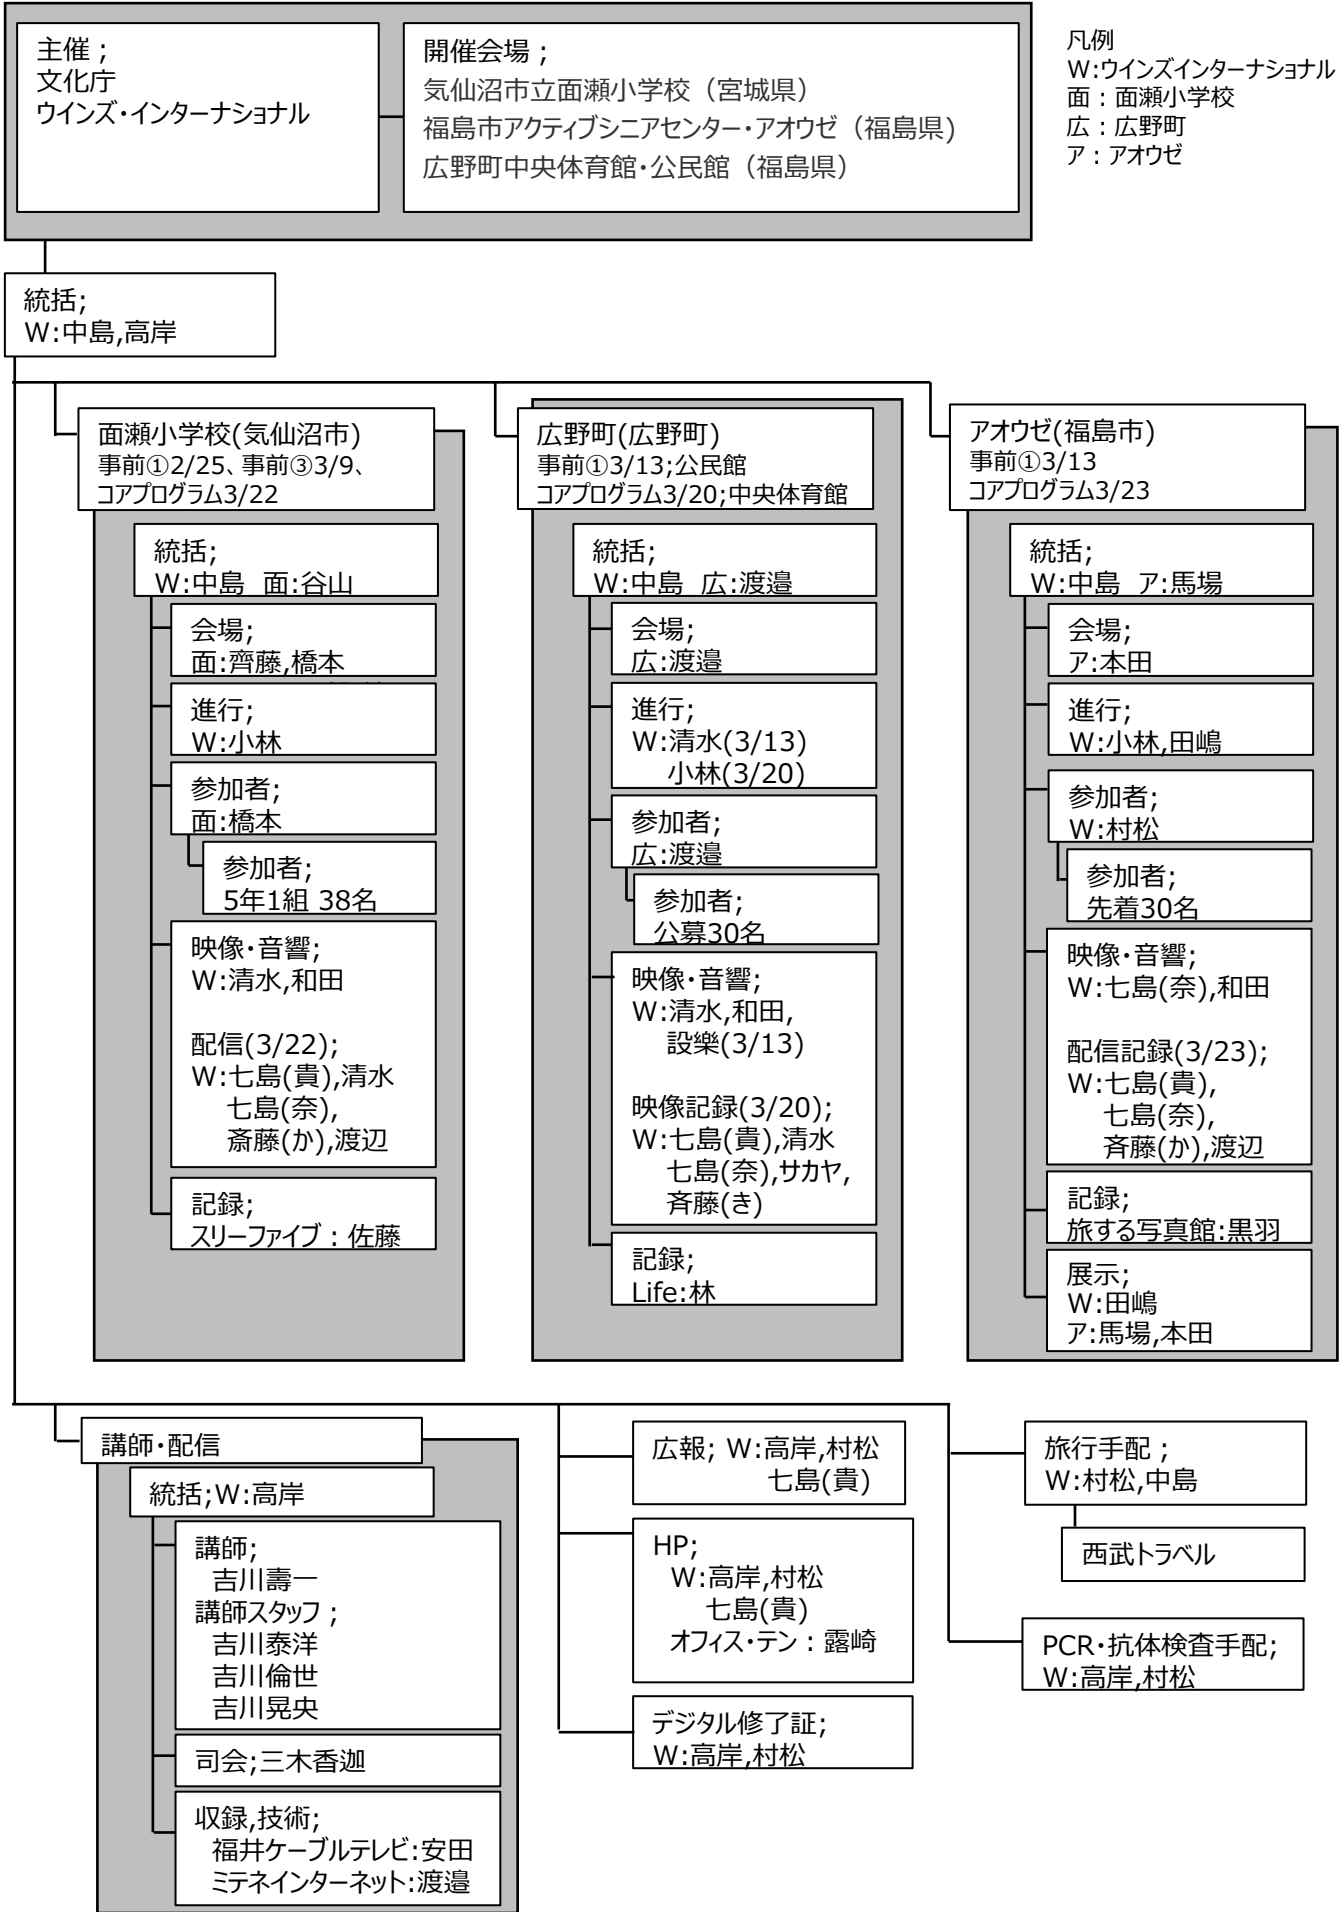 主催；
文化庁
ウインズ・インターナショナル
開催会場；
気仙沼市立面瀬小学校（宮城県）
福島市アクティブシニアセンター・アオウゼ（福島県）
広野町中央体育館・公民館（福島県）
凡例
W:ウインズインターナショナル
面：面瀬小学校
広：広野町
ア：アオウゼ
統括;
W:中島,高岸
面瀬小学校(気仙沼市)
事前①2/25、事前③3/9、
コアプログラム3/22
統括;
W:中島 面:谷山
会場;
面:齊藤,橋本
進行;
W:小林
参加者;
面:橋本
参加者;
5年1組 38名
映像・音響;
W:清水,和田
配信(3/22);
W:七島(貴),清水
七島(奈),
斎藤(か),渡辺
記録;
スリーファイブ：佐藤
広野町(広野町)
事前①3/13;公民館
コアプログラム3/20;中央体育館
統括;
W:中島 広:渡邉
会場;
広:渡邉
進行;
W:清水(3/13)
小林(3/20)
参加者;
広:渡邉
参加者;
公募30名
映像・音響;
W:清水,和田,
設樂(3/13)
映像記録(3/20);
W:七島(貴),清水
七島(奈),サカヤ,
斉藤(き)
記録;
Life:林
アオウゼ(福島市)
事前①3/13
コアプログラム3/23
統括;
W:中島 ア:馬場
会場;
ア:本田
進行;
W:小林,田嶋
参加者;
W:村松
参加者;
先着30名
映像・音響;
W:七島(奈),和田
配信記録(3/23);
W:七島(貴),
七島(奈),
斉藤(か),渡辺
記録;
旅する写真館:黒羽
展示;
W:田嶋
ア:馬場,本田
講師・配信
統括;W:高岸
講師;
吉川壽一
講師スタッフ；
吉川泰洋
吉川倫世
吉川晃央
司会;三木香迦
収録,技術;
福井ケーブルテレビ:安田
ミテネインターネット:渡邉
広報; W:高岸,村松
七島(貴)
HP;
W:高岸,村松
七島(貴)
オフィス・テン：露崎
デジタル修了証;
W:高岸,村松
旅行手配；
W:村松,中島
西武トラベル
PCR・抗体検査手配;
W:高岸,村松